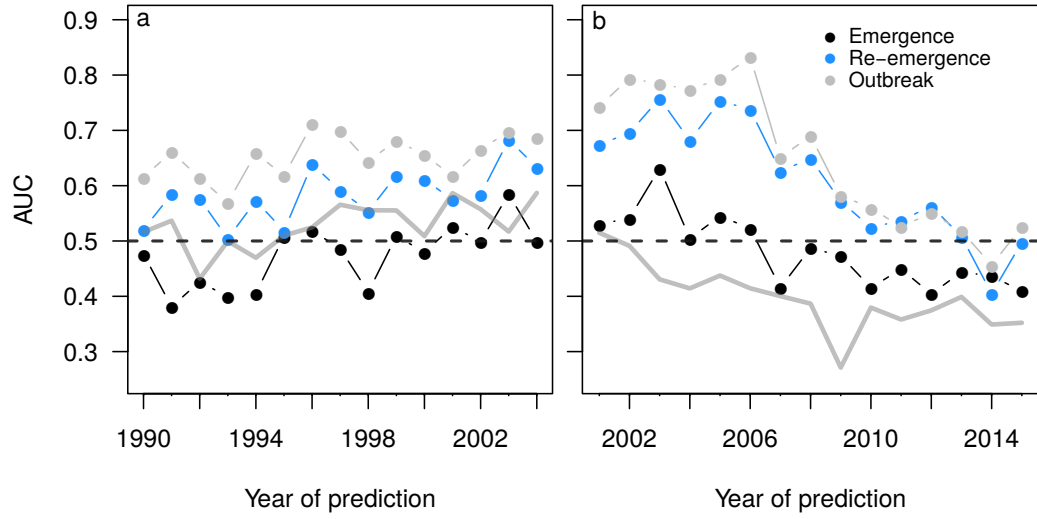 a
b
Emergence
Re−emergence
Outbreak
AUC
0.9
0.8
0.7
0.6
0.5
0.4
0.3
1990 1994 1998 2002
2002 2006 2010 2014
Year of prediction
Year of prediction